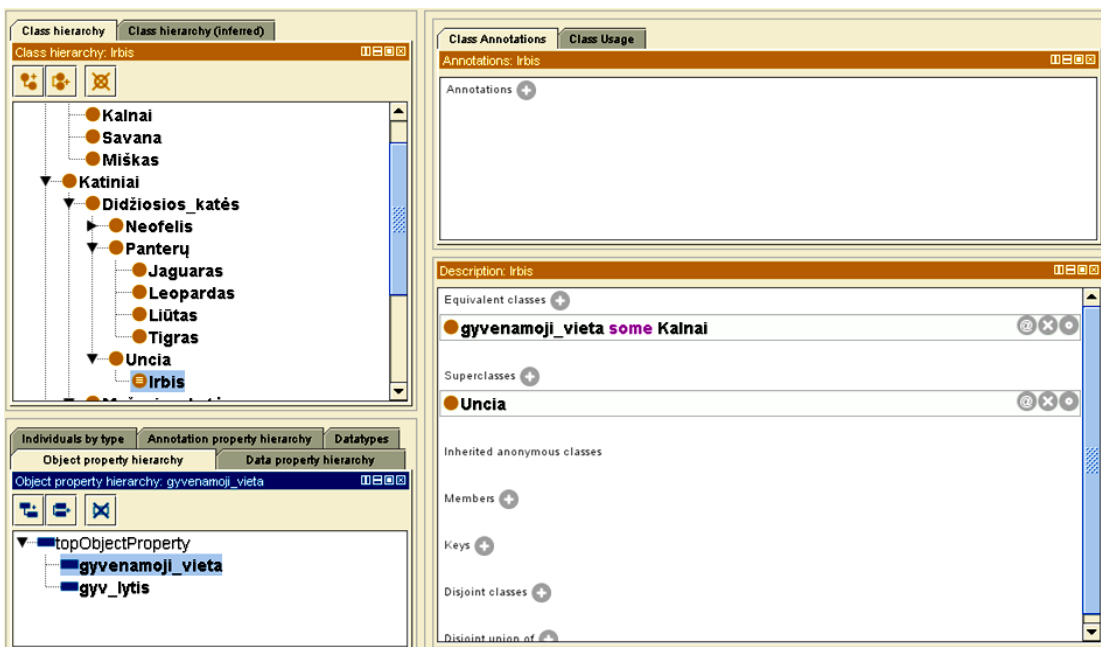 Class hierarchy
Class hierarchy (inferred)
Class hierarchy: Irbis
Kalnai
Savana
Miškas
Katiniai
Didžiosios_katės
Neofelis
Panterų
Jaguaras
Leopardas
Liūtas
Tigras
Uncia
Irbis
Individuals by type
Annotation property hierarchy
Datatypes
Object property hierarchy
Data property hierarchy
Object property hierarchy: gyvenamoji_vieta
topObjectProperty
gyvenamoji_vieta
gyv_lytis
Class Annotations
Class Usage
Annotations: Irbis
Annotations
Description: Irbis
Equivalent classes
gyvenamoji_vieta some Kalnai
Superclasses
Uncia
Inherited anonymous classes
Members
Keys
Disjoint classes
Disjoint union of